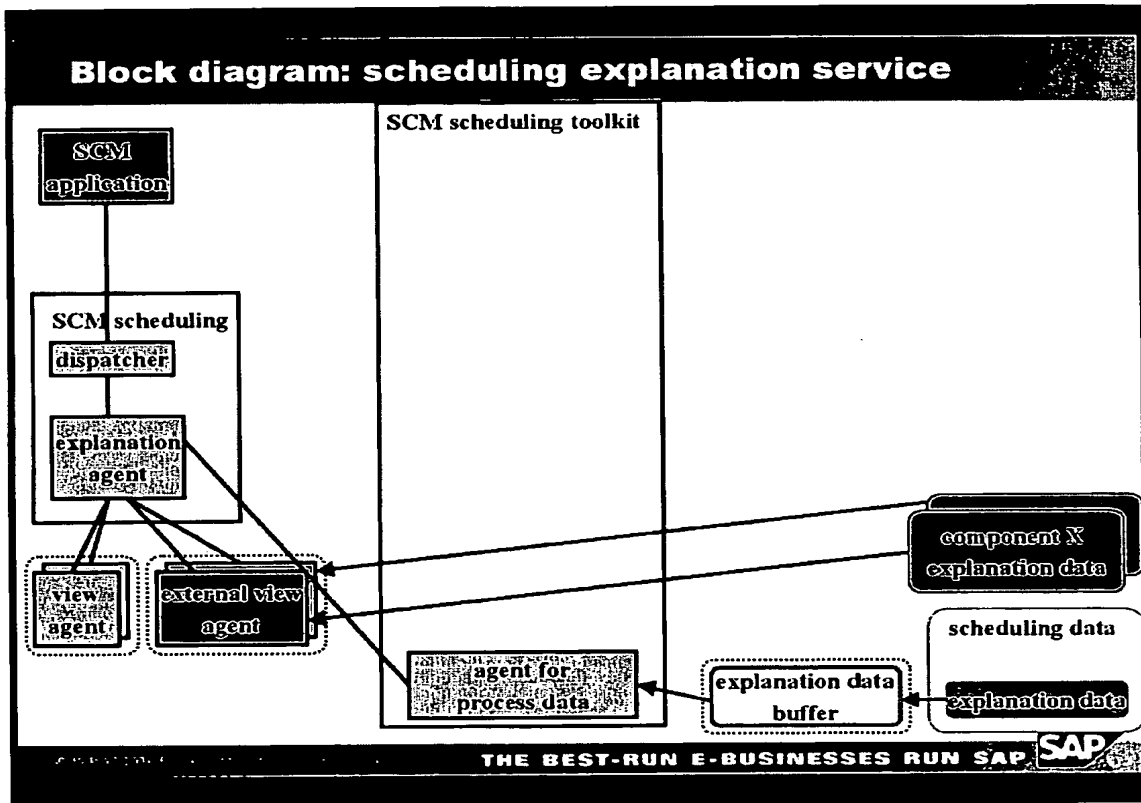 Block diagram: scheduling explanation service
SCM scheduling toolkit
SCM
application
SCM scheduling
dispatcher
explanation
agent
component X
explanation data
view
agent
external view
agent
scheduling data
agent for
process data
explanation data
buffer
explanation data
THE BEST-RUN E-BUSINESSES RUN SAP
SAP